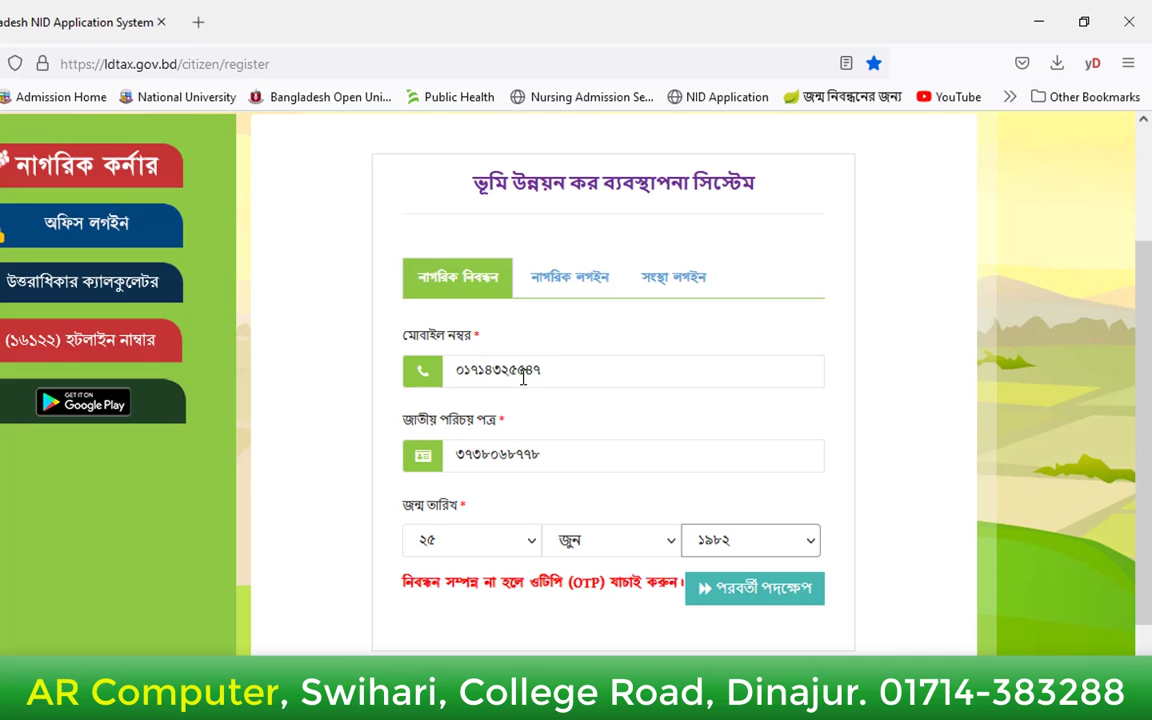 adesh NID Application System
https://ldtax.gov.bd/citizen/register
yD
Admission Home
National University
Bangladesh Open Uni...
Public Health
Nursing Admission Se...
NID Application
জন্ম নিবন্ধনের জন্য
YouTube
Other Bookmarks
নাগরিক কর্নার
অফিস লগইন
উত্তরাধিকার ক্যালকুলেটর
(১৬১২২) হটলাইন নাম্বার
GET IT ON
Google Play
ভূমি উন্নয়ন কর ব্যবস্থাপনা সিস্টেম
নাগরিক নিবন্ধন নাগরিক লগইন সংস্থা লগইন
মোবাইল নম্বর *
০১৭১৪৩২৫৫৪৭
জাতীয় পরিচয় পত্র *
৩৭৩৮০৬৮৭৭৮
জন্ম তারিখ *
২৫ জুন ১৯৮২
নিবন্ধন সম্পন্ন না হলে ওটিপি (OTP) যাচাই করুন।
পরবর্তী পদক্ষেপ
AR Computer, Swihari, College Road, Dinajur. 01714-383288